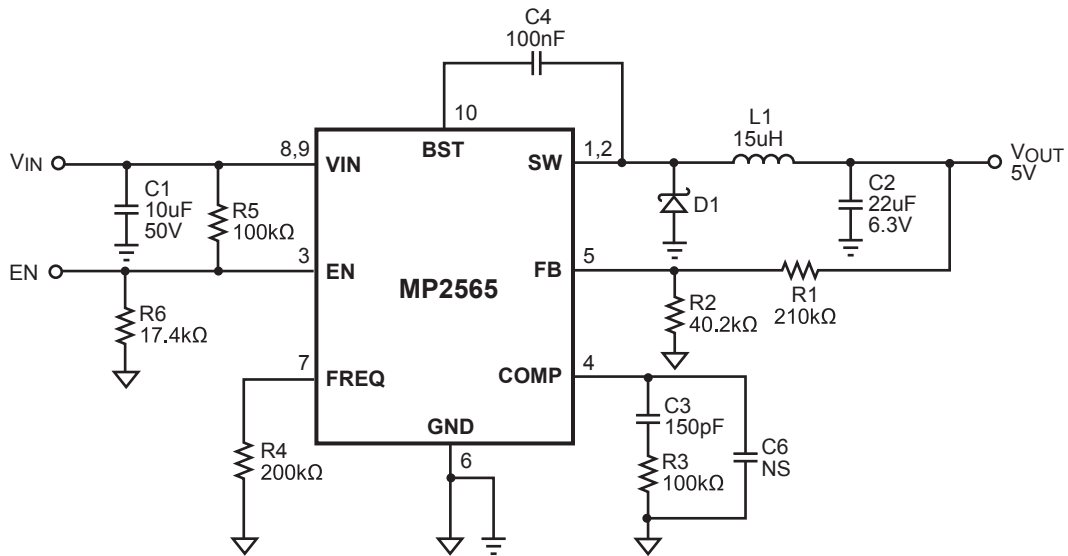 C4
100nF
10
BST
L1
15uH
VIN
8,9
VIN
SW
1,2
VOUT
5V
C1
10uF
50V
R5
100kΩ
D1
C2
22uF
6.3V
EN
3
EN
MP2565
FB
5
R1
210kΩ
R2
40.2kΩ
R6
17.4kΩ
7
FREQ
COMP
4
GND
6
R4
200kΩ
C3
150pF
R3
100kΩ
C6
NS